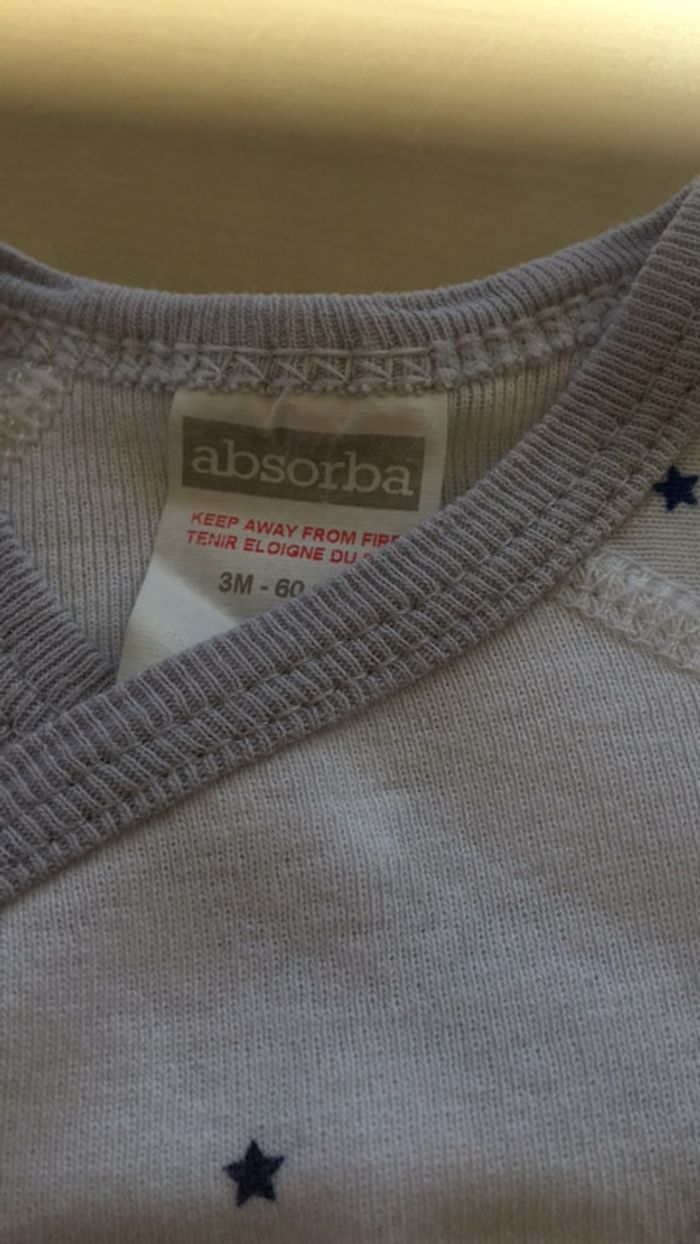 absorba
KEEP AWAY FROM
TENIR ELOIGNE DU
3M - 60